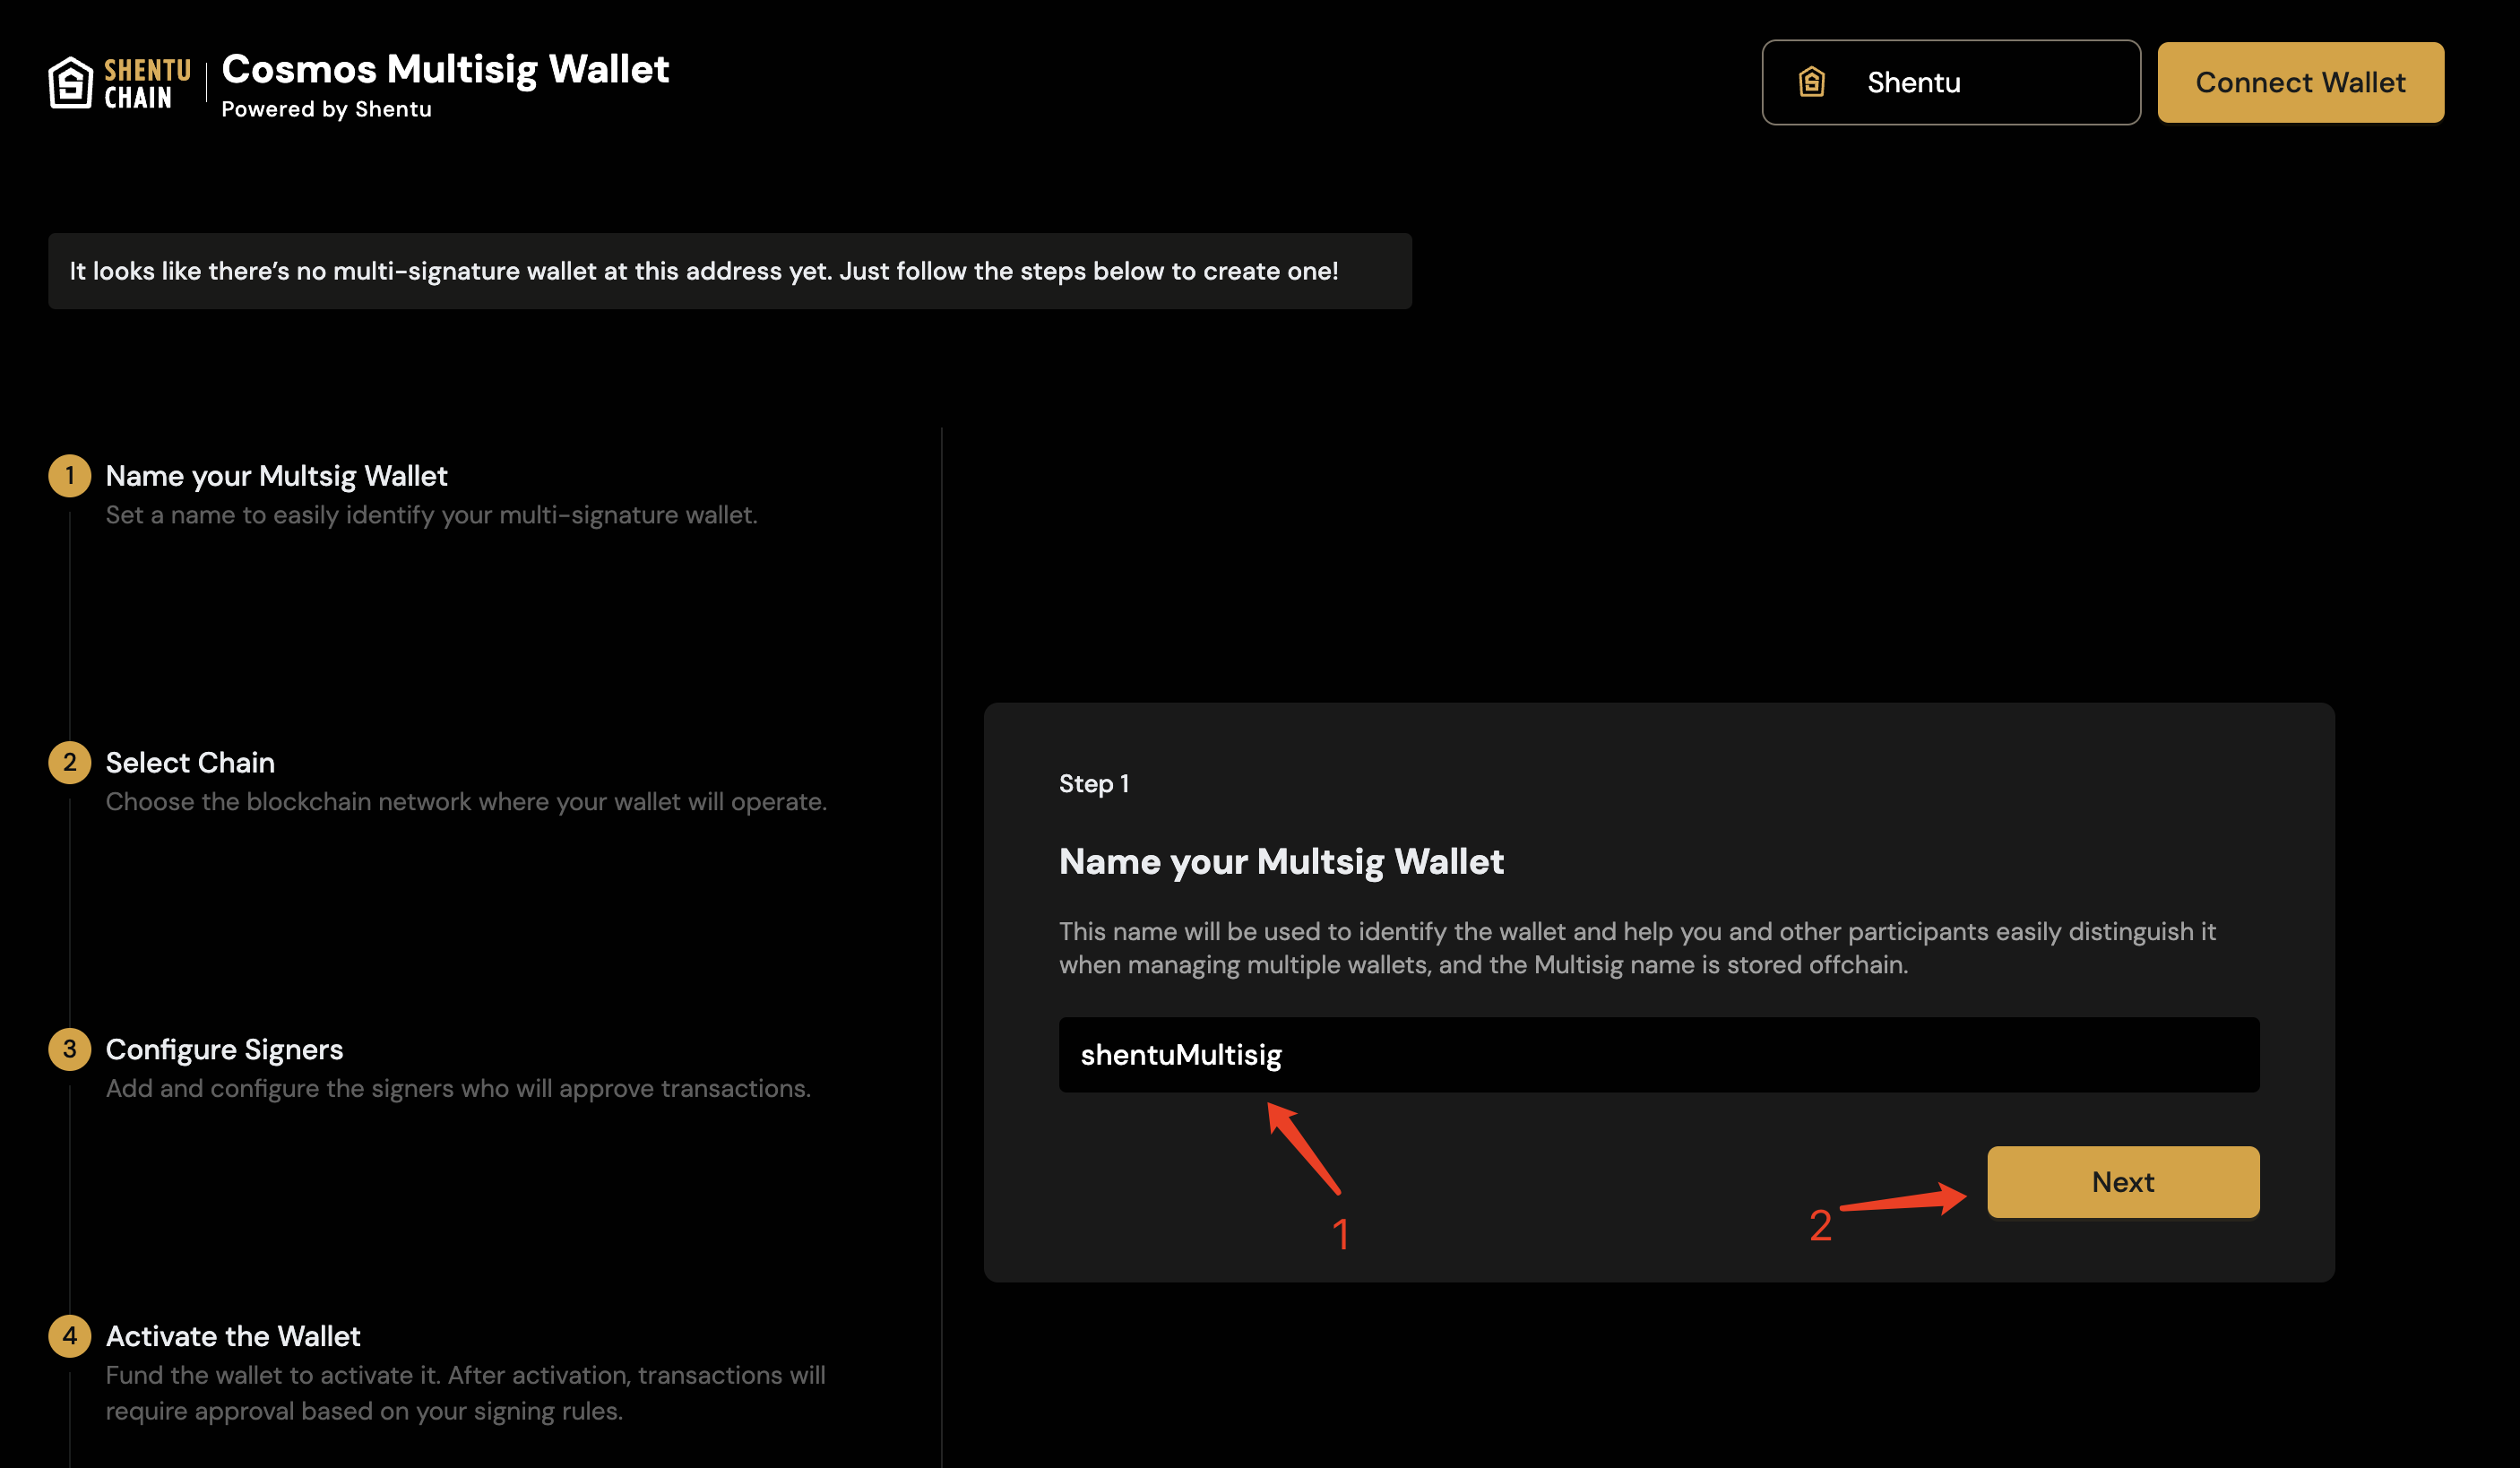 SHENTU
CHAIN
Cosmos Multisig Wallet
Powered by Shentu
Shentu
Connect Wallet
It looks like there’s no multi-signature wallet at this address yet. Just follow the steps below to create one!
1
Name your Multsig Wallet
Set a name to easily identify your multi-signature wallet.
2
Select Chain
Choose the blockchain network where your wallet will operate.
3
Configure Signers
Add and configure the signers who will approve transactions.
4
Activate the Wallet
Fund the wallet to activate it. After activation, transactions will
require approval based on your signing rules.
Step 1
Name your Multsig Wallet
This name will be used to identify the wallet and help you and other participants easily distinguish it
when managing multiple wallets, and the Multisig name is stored offchain.
shentuMultisig
Next
1
2